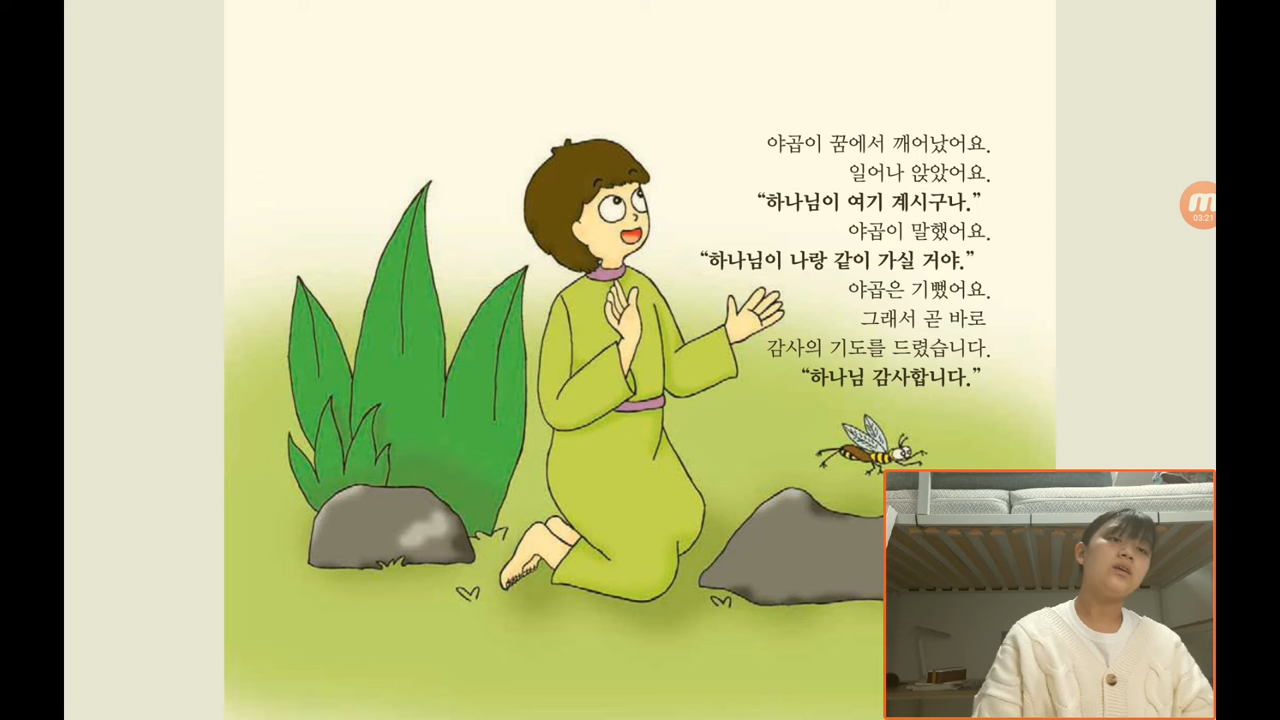 야곱이 꿈에서 깨어났어요.
일어나 앉았어요.
“하나님이 여기 계시구나.”
야곱이 말했어요.
“하나님이 나랑 같이 가실 거야.”
야곱은 기뻤어요.
그래서 곧 바로
감사의 기도를 드렸습니다.
“하나님 감사합니다.”
03:21